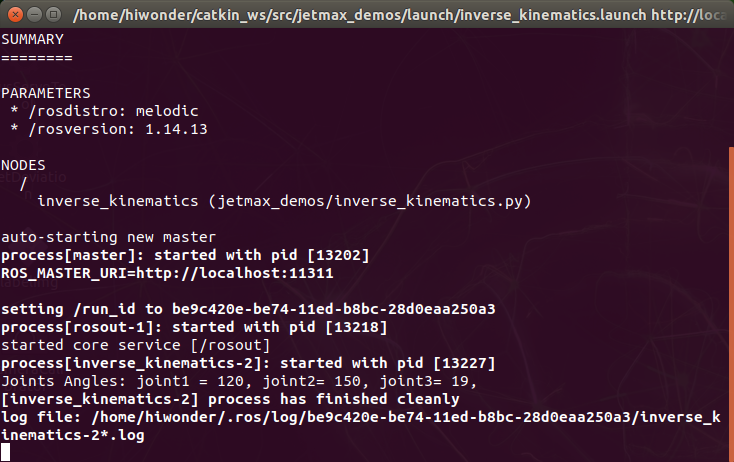 /home/hiwonder/catkin_ws/src/jetmax_demos/launch/inverse_kinematics.launch http://loca
SUMMARY
========
PARAMETERS
* /rosdistro: melodic
* /rosversion: 1.14.13
NODES
/
inverse_kinematics (jetmax_demos/inverse_kinematics.py)
auto-starting new master
process[master]: started with pid [13202]
ROS_MASTER_URI=http://localhost:11311
setting /run_id to be9c420e-be74-11ed-b8bc-28d0eaa250a3
process[rosout-1]: started with pid [13218]
started core service [/rosout]
process[inverse_kinematics-2]: started with pid [13227]
Joints Angles: joint1 = 120, joint2= 150, joint3= 19,
[inverse_kinematics-2] process has finished cleanly
log file: /home/hiwonder/.ros/log/be9c420e-be74-11ed-b8bc-28d0eaa250a3/inverse_k
inematics-2*.log